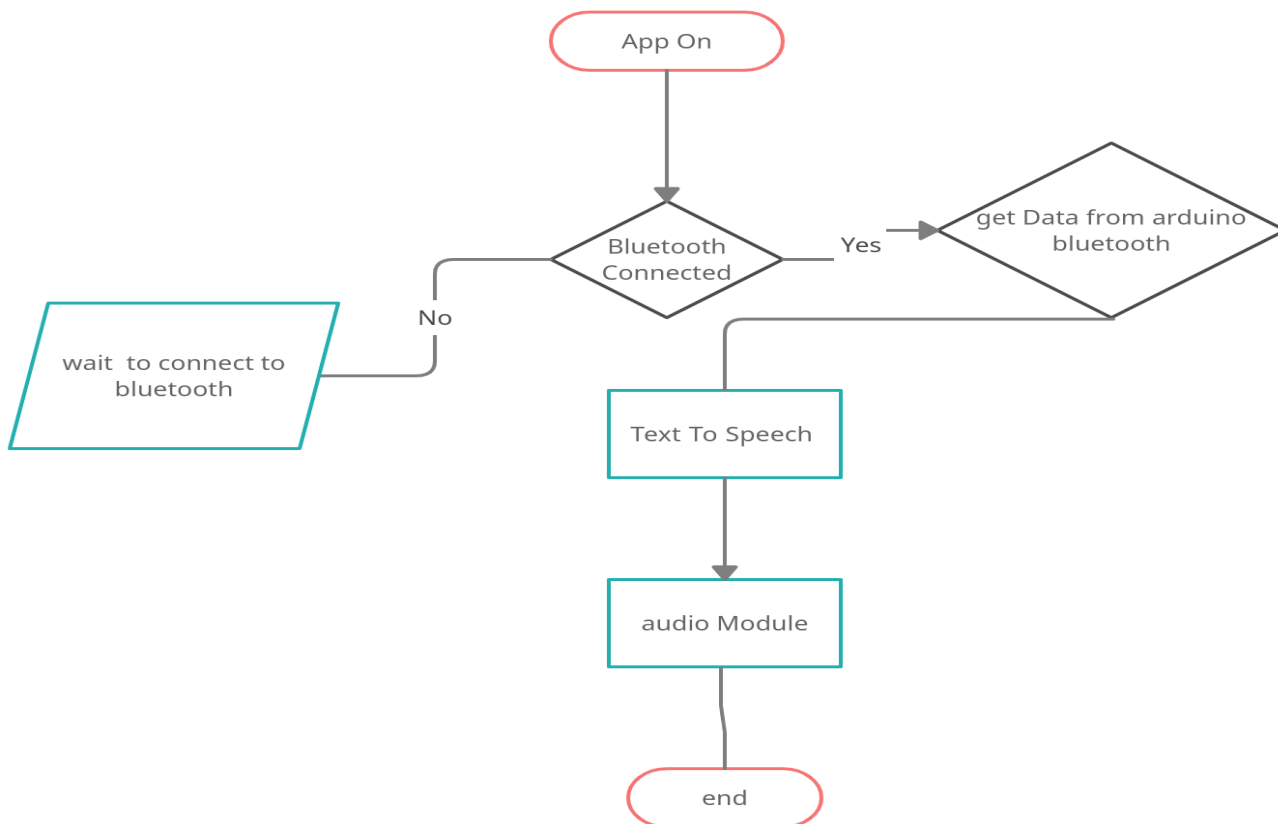 App On
Bluetooth
Connected
Yes
get Data from arduino
bluetooth
No
wait  to connect to
bluetooth
Text To Speech
audio Module
end